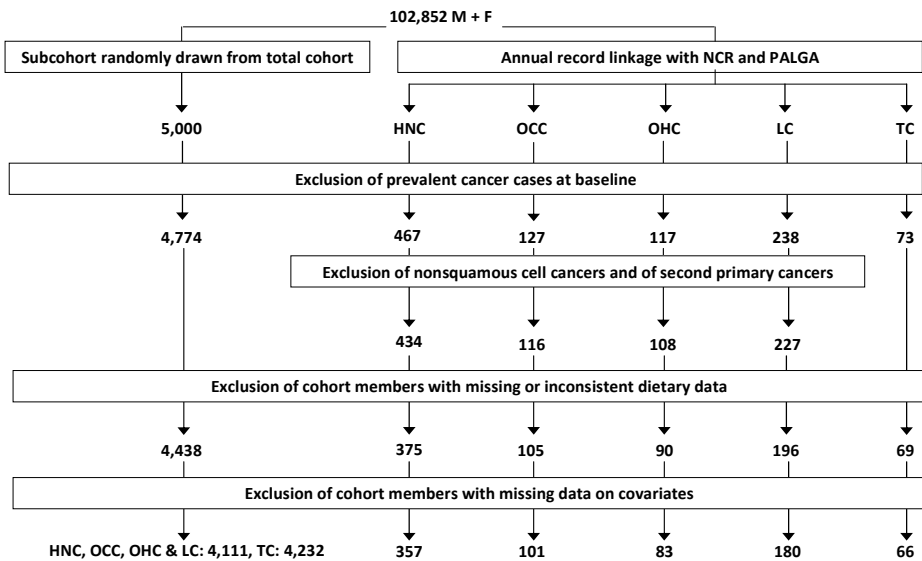 102,852 M + F
Subcohort randomly drawn from total cohort
Annual record linkage with NCR and PALGA
5,000 HNC OCC OHC LC TC
Exclusion of prevalent cancer cases at baseline
4,774 467 127 117 238 73
Exclusion of nonsquamous cell cancers and of second primary cancers
434 116 108 227
Exclusion of cohort members with missing or inconsistent dietary data
4,438 375 105 90 196 69
Exclusion of cohort members with missing data on covariates
HNC, OCC, OHC & LC: 4,111, TC: 4,232 357 101 83 180 66